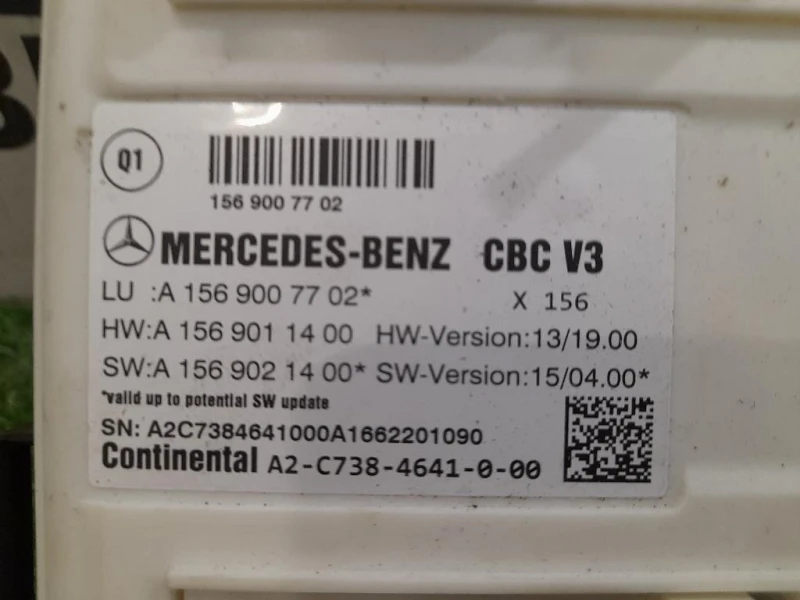 Q1
156 900 77 02
MERCEDES-BENZ CBC V3
LU :A 156 900 77 02* X 156
HW:A 156 901 14 00 HW-Version:13/19.00
SW:A 156 902 14 00* SW-Version:15/04.00*
*valid up to potential SW update
SN: A2C7384641000A1662201090
Continental A2-C738-4641-0-00